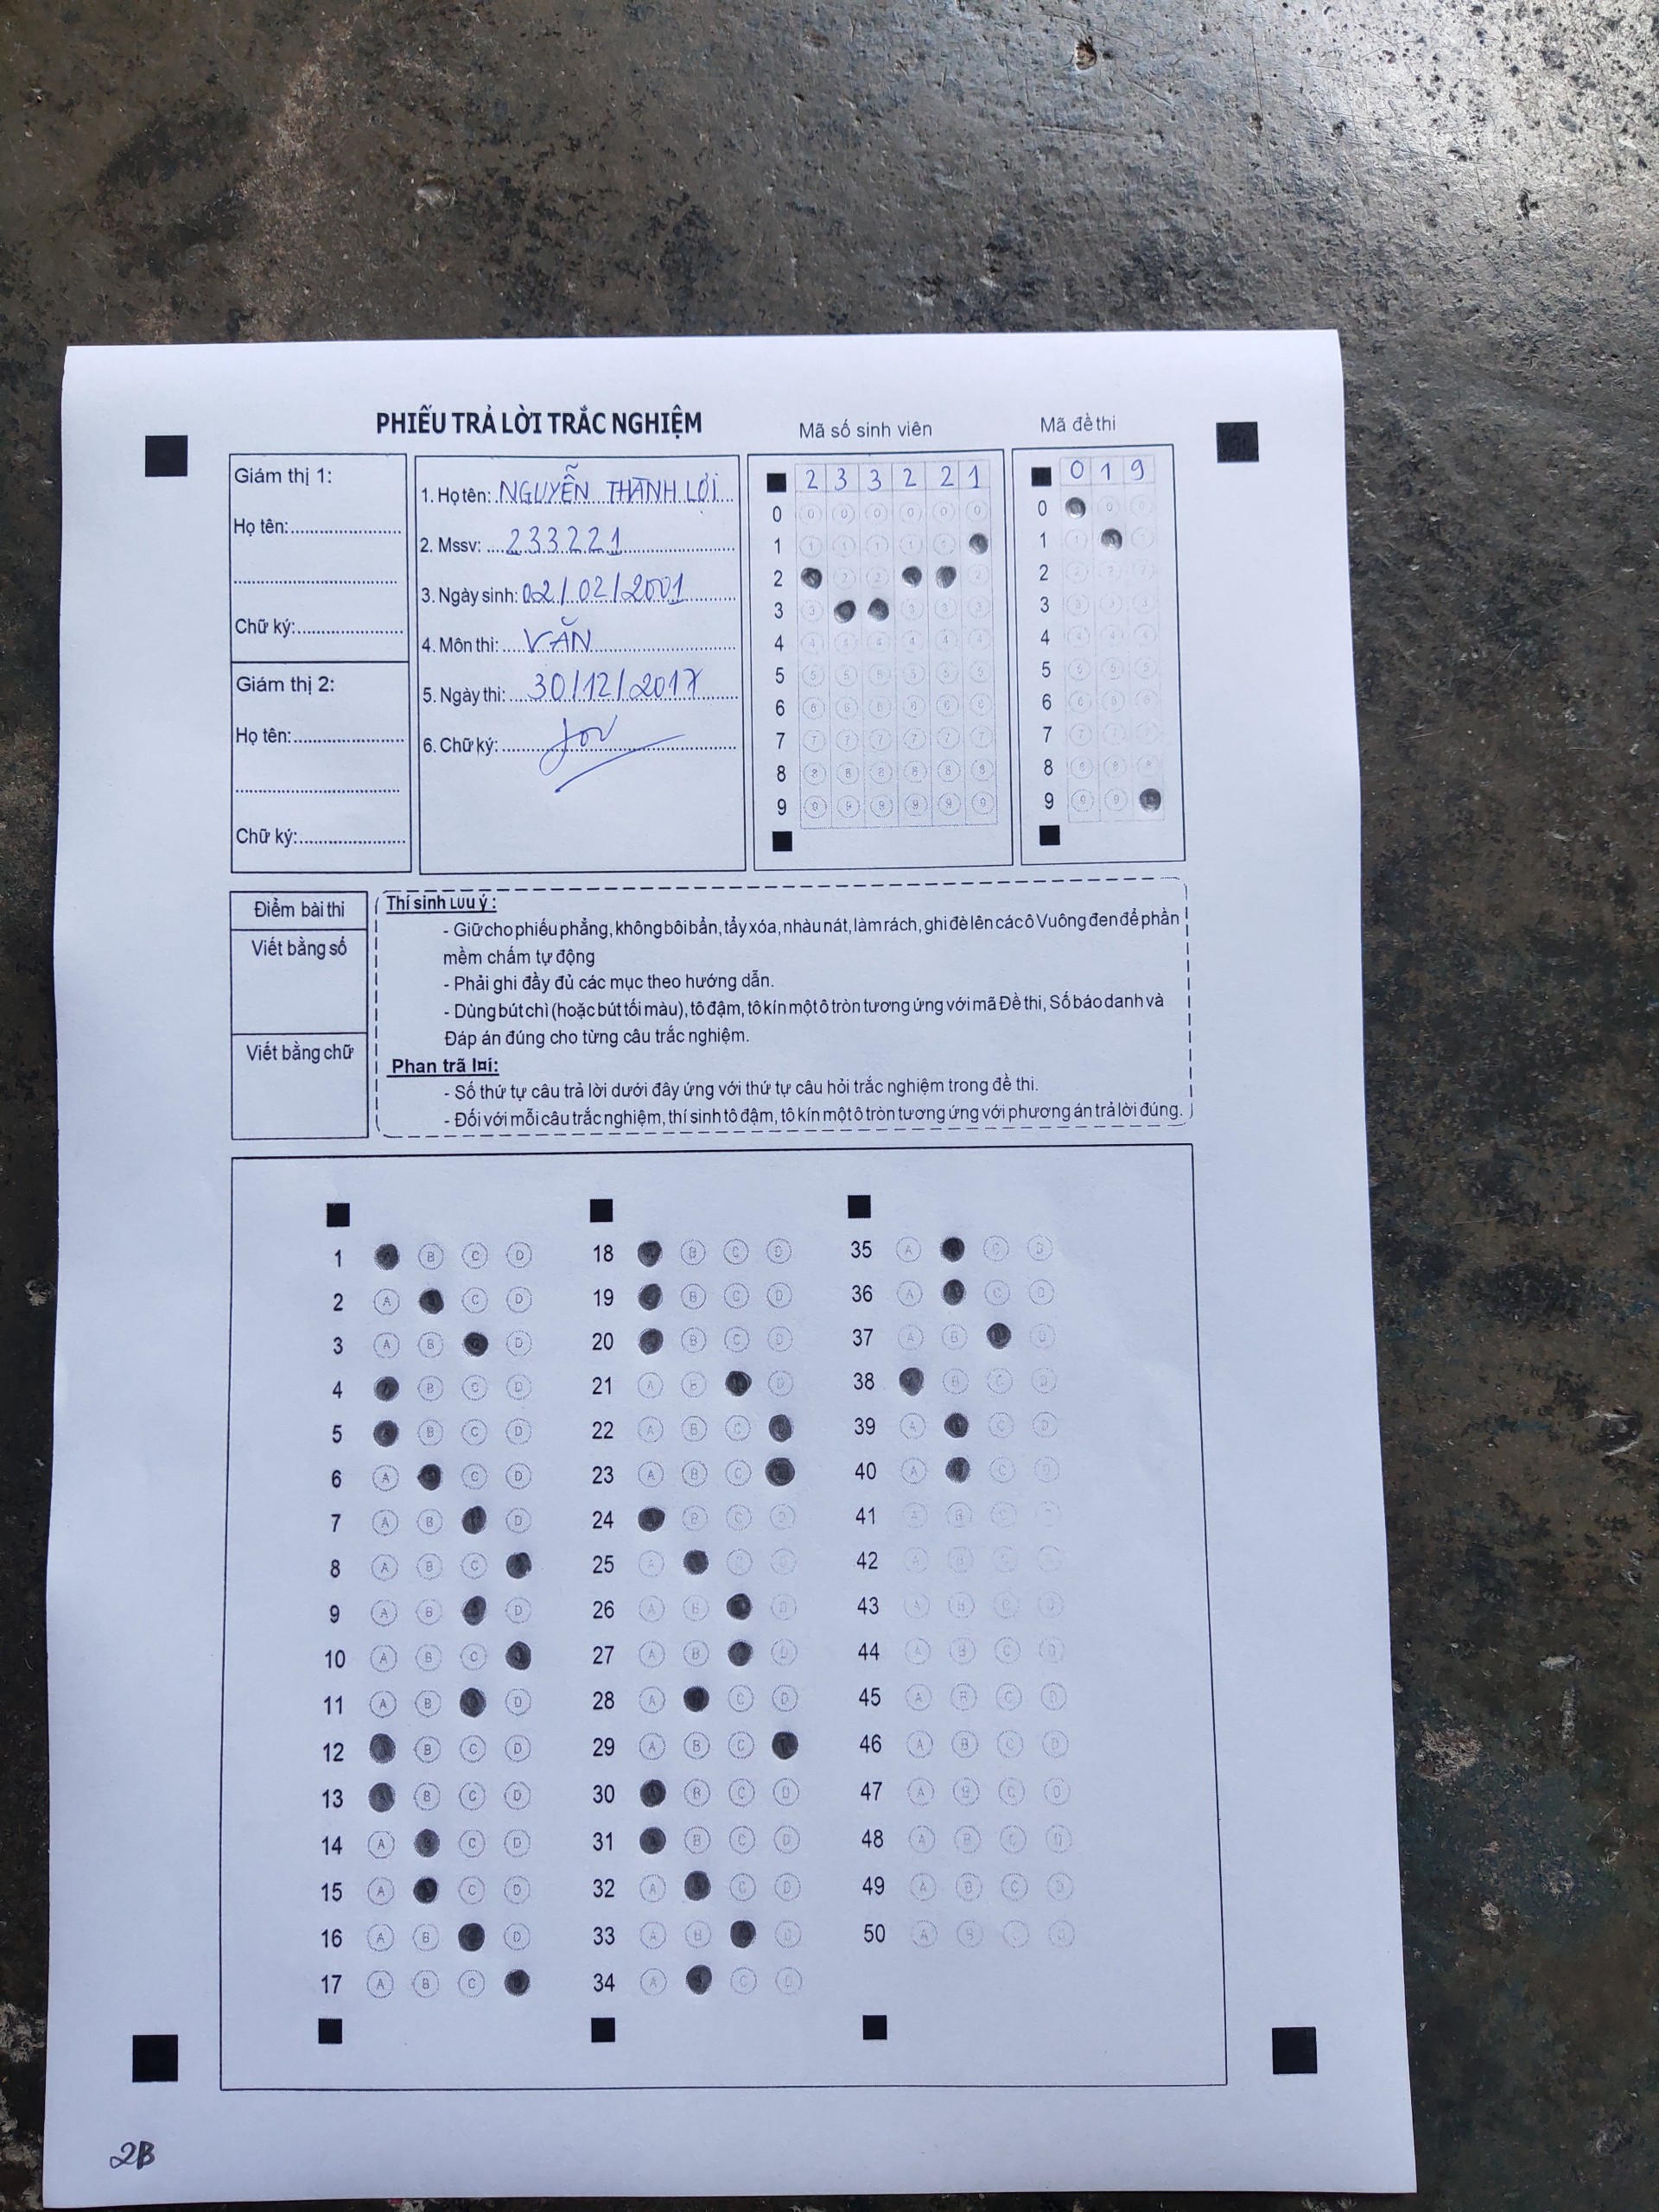 PHIẾU TRẢ LỜI TRẮC NGHIỆM
Mã số sinh viên
Mã đề thi
Giám thị 1:
Họ tên:
Chữ ký:
Giám thị 2:
Họ tên:
Chữ ký:
1. Họ tên: NGUYỄN THÀNH LỢI
2. Mssv: 233221
3. Ngày sinh: 02/02/2001
4. Môn thi: VĂN
5. Ngày thi: 30/12/2017
6. Chữ ký:
2 3 3 2 2 1
0 0 0 0 0 0 0
1 1 1 1 1 1
2 2 2 2
3 3 3 3 3
4 4 4 4 4 4 4
5 5 5 5 5 5 5
6 6 6 6 6 6 6
7 7 7 7 7 7 7
8 8 8 8 8 8 8
9 9 9 9 9 9 9
0 1 9
0 0 0
1 1 1
2 2 2 2
3 3 3 3
4 4 4 4
5 5 5 5
6 6 6 6
7 7 7 7
8 8 8 8
9 9 9
Điểm bài thi
Viết bằng số
Viết bằng chữ
Thí sinh LƯU ý :
- Giữ cho phiếu phẳng, không bôi bẩn, tẩy xóa, nhàu nát, làm rách, ghi đè lên các ô Vuông đen để phần
mềm chấm tự động
- Phải ghi đầy đủ các mục theo hướng dẫn.
- Dùng bút chì (hoặc bút tối màu), tô đậm, tô kín một ô tròn tương ứng với mã Đề thi, Số báo danh và
Đáp án đúng cho từng câu trắc nghiệm.
Phan trã l¤i:
- Số thứ tự câu trả lời dưới đây ứng với thứ tự câu hỏi trắc nghiệm trong đề thi.
- Đối với mỗi câu trắc nghiệm, thí sinh tô đậm, tô kín một ô tròn tương ứng với phương án trả lời đúng.
1 B C D
2 A C D
3 A B D
4 B C D
5 B C D
6 A C D
7 A B D
8 A B C
9 A B D
10 A B C
11 A B D
12 B C D
13 B C D
14 A C D
15 A C D
16 A B D
17 A B C
18 B C D
19 B C D
20 B C D
21 A B D
22 A B C
23 A B C
24 B C D
25 A C D
26 A B D
27 A B D
28 A C D
29 A B C
30 B C D
31 B C D
32 A C D
33 A B D
34 A C D
35 A C D
36 A C D
37 A B D
38 B C D
39 A C D
40 A C D
41 A B C D
42 A B C D
43 A B C D
44 A B C D
45 A B C D
46 A B C D
47 A B C D
48 A B C D
49 A B C D
50 A B C D
2B